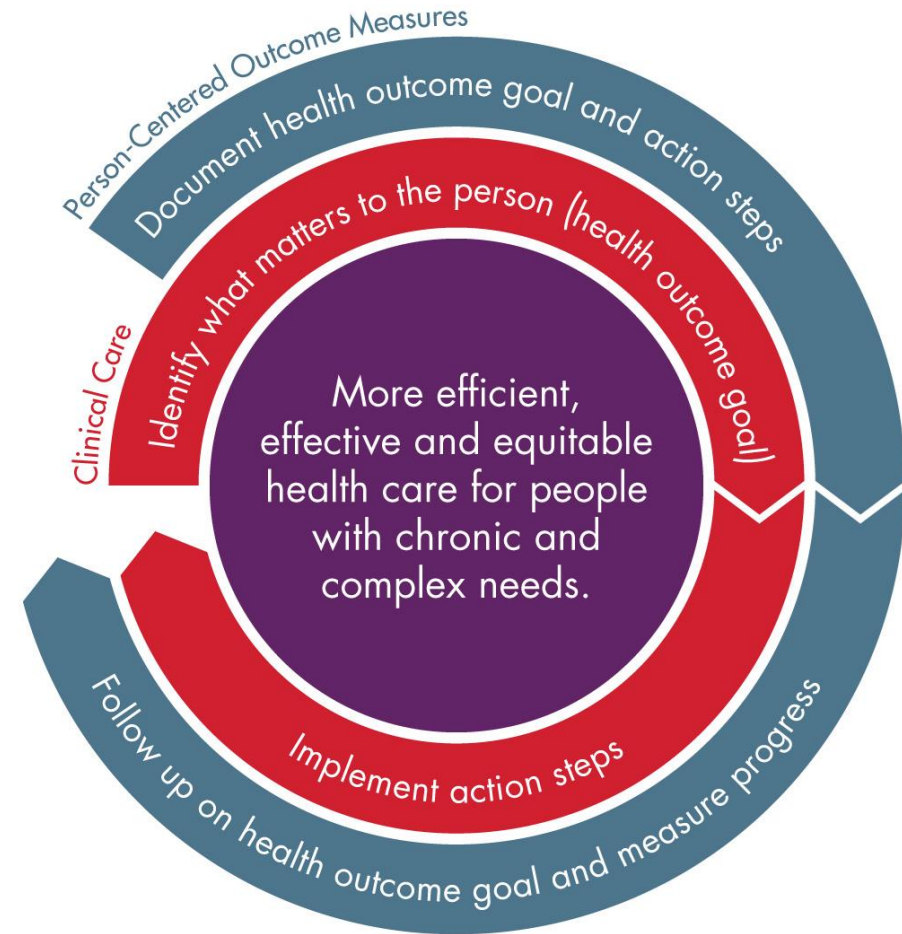 Person-Centered Outcome Measures
Document health outcome goal and action steps
Clinical Care
Identify what matters to the person (health outcome goal)
More efficient,
effective and equitable
health care for people
with chronic and
complex needs.
Implement action steps
Follow up on health outcome goal and measure progress